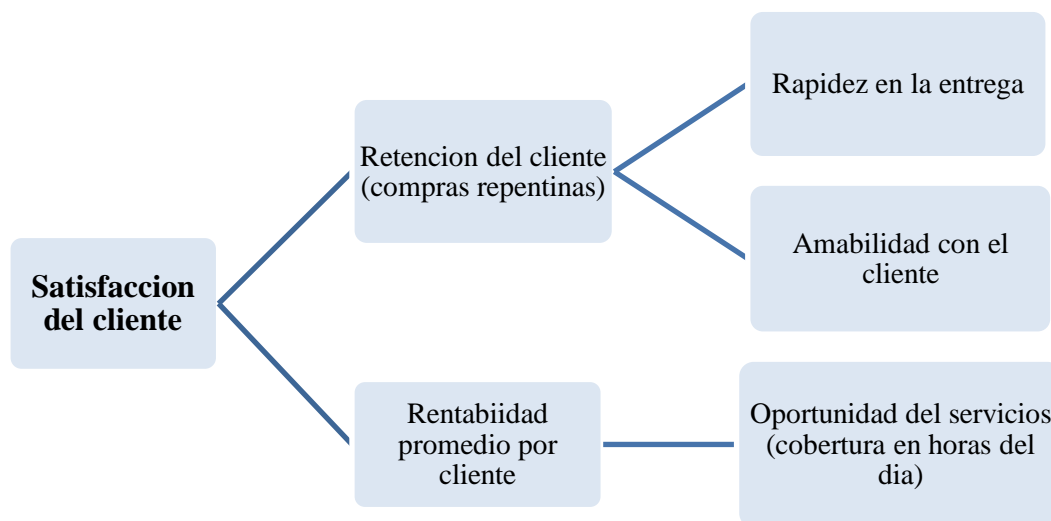 Satisfaccion
del cliente
Retencion del cliente
(compras repentinas)
Rapidez en la entrega
Amabilidad con el
cliente
Rentabiidad
promedio por
cliente
Oportunidad del servicios
(cobertura en horas del
dia)